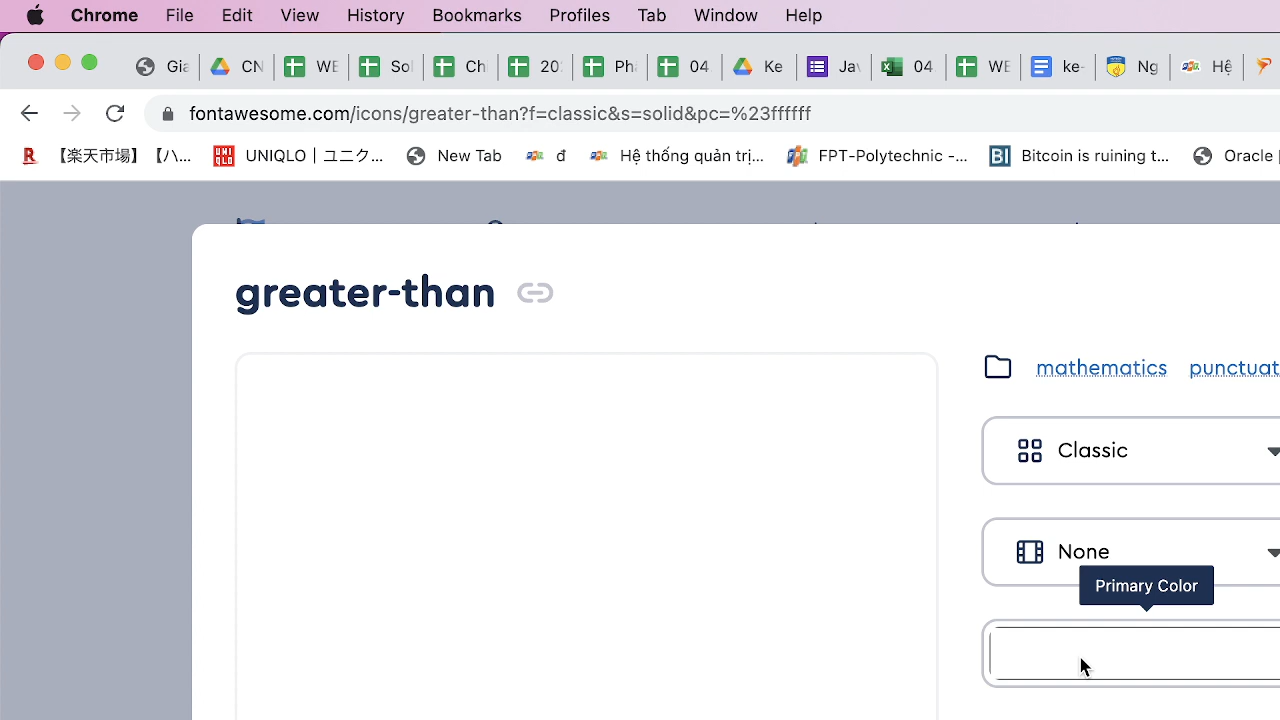 Chrome File Edit View History Bookmarks Profiles Tab Window Help
Gia CN WE Sol Ch 20 Ph 04 Ke Ja 04 WE ke- Ng Hệ
fontawesome.com/icons/greater-than?f=classic&s=solid&pc=%23ffffff
【楽天市場】【ハ... UNIQLO | ユニク... New Tab đ Hệ thống quản trị... FPT-Polytechnic -... BI Bitcoin is ruining t... Oracle
greater-than
mathematics punctuat
Classic
None
Primary Color